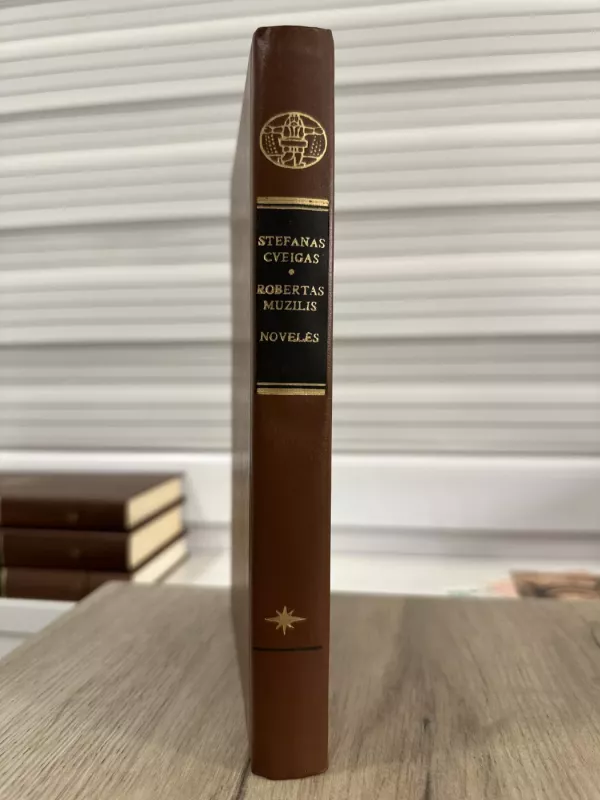 STEFANAS
CVEIGAS
ROBERTAS
MUZILIS
NOVELĖS